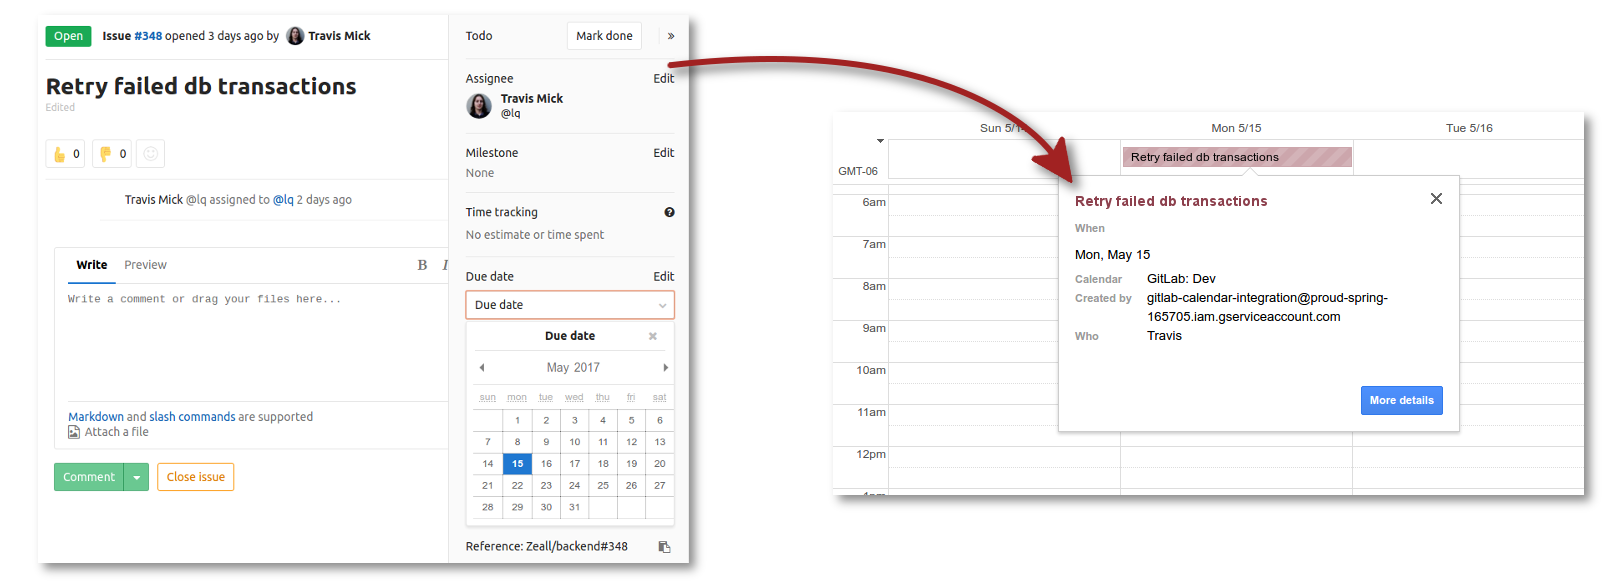 Open Issue #348 opened 3 days ago by Travis Mick
Retry failed db transactions
Edited
0 0
Travis Mick @lq assigned to @lq 2 days ago
Write Preview B I
Write a comment or drag your files here...
Markdown and slash commands are supported
Attach a file
Comment Close issue
Todo Mark done »
Assignee Edit
Travis Mick
@lq
Milestone Edit
None
Time tracking ?
No estimate or time spent
Due date Edit
Due date
Due date
May 2017
sun mon tue wed thu fri sat
1 2 3 4 5 6
7 8 9 10 11 12 13
14 15 16 17 18 19 20
21 22 23 24 25 26 27
28 29 30 31
Reference: Zeall/backend#348
Sun 5/14 Mon 5/15 Tue 5/16
Retry failed db transactions
GMT-06
6am
7am
8am
9am
10am
11am
12pm
1pm
Retry failed db transactions
When
Mon, May 15
Calendar GitLab: Dev
Created by gitlab-calendar-integration@proud-spring-
165705.iam.gserviceaccount.com
Who Travis
More details